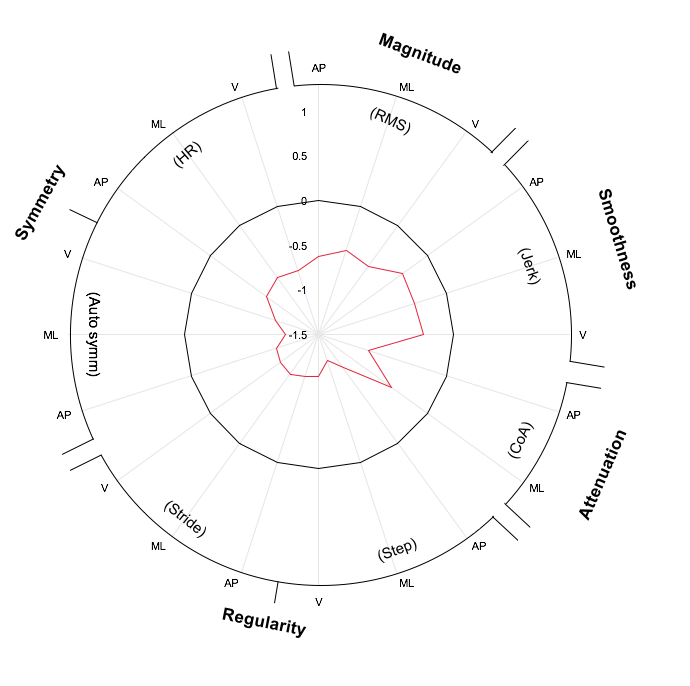 Magnitude
AP
ML
V
(RMS)
Smoothness
AP
ML
V
(Jerk)
Attenuation
AP
ML
(CoA)
Regularity
AP
ML
V
(Step)
AP
ML
V
(Stride)
Symmetry
AP
ML
V
(Auto symm)
AP
ML
V
(HR)
1
0.5
0
-0.5
-1
-1.5